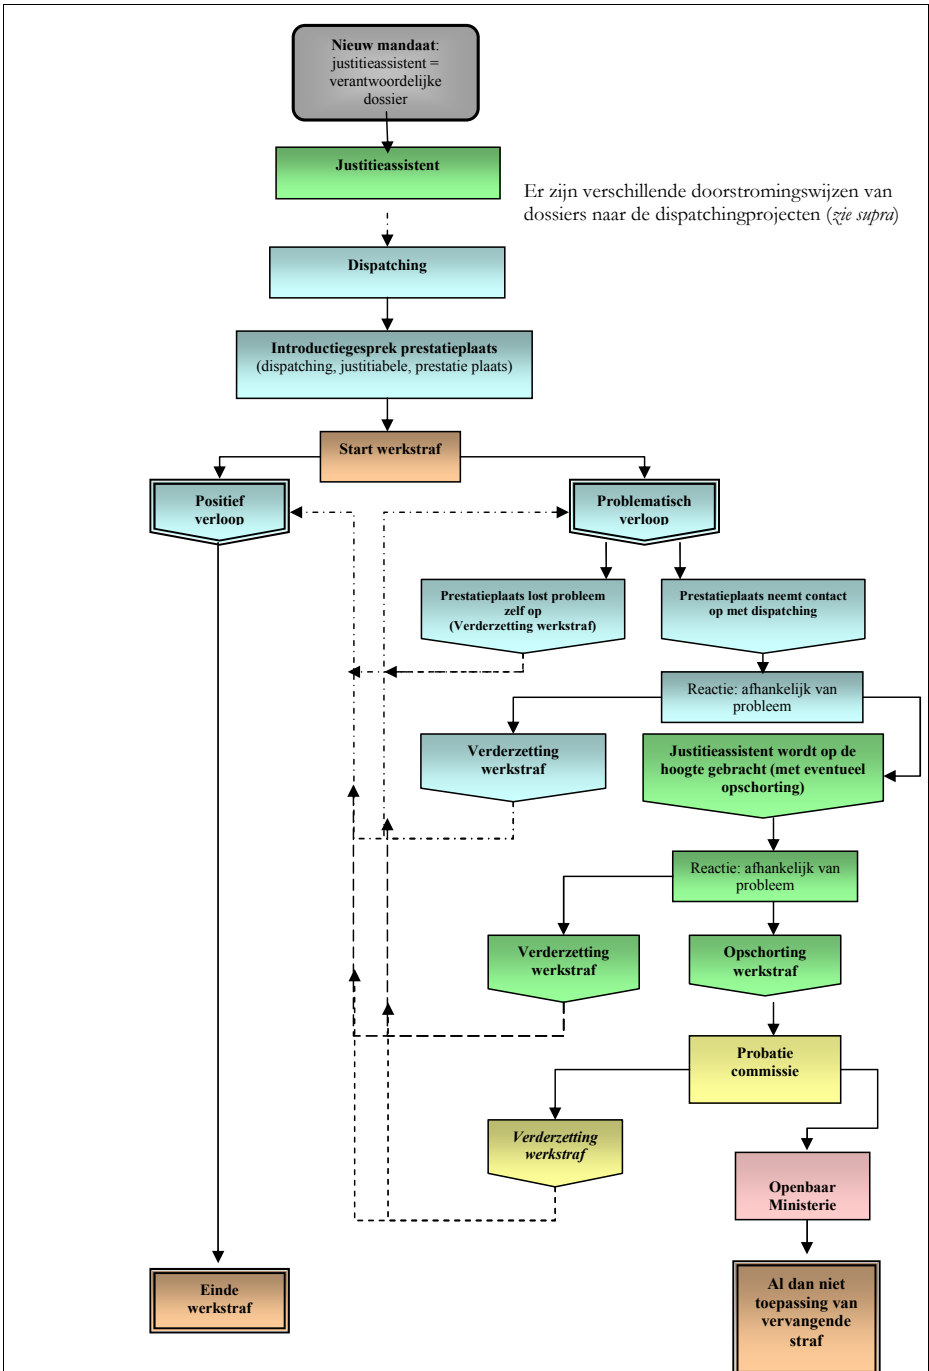 Nieuw mandaat:
justitieassistent =
verantwoordelijke
dossier
Justitieassistent
Er zijn verschillende doorstromingswijzen van
dossiers naar de dispatchingprojecten (zie supra)
Dispatching
Introductiegesprek prestatieplaats
(dispatching, justitiabele, prestatie plaats)
Start werkstraf
Positief
verloop
Problematisch
verloop
Prestatieplaats lost probleem
zelf op
(Verderzetting werkstraf)
Prestatieplaats neemt contact
op met dispatching
Reactie: afhankelijk van
probleem
Verderzetting
werkstraf
Justitieassistent wordt op de
hoogte gebracht (met eventueel
opschorting)
Reactie: afhankelijk van
probleem
Verderzetting
werkstraf
Opschorting
werkstraf
Probatie
commissie
Verderzetting
werkstraf
Openbaar
Ministerie
Einde
werkstraf
Al dan niet
toepassing van
vervangende
straf